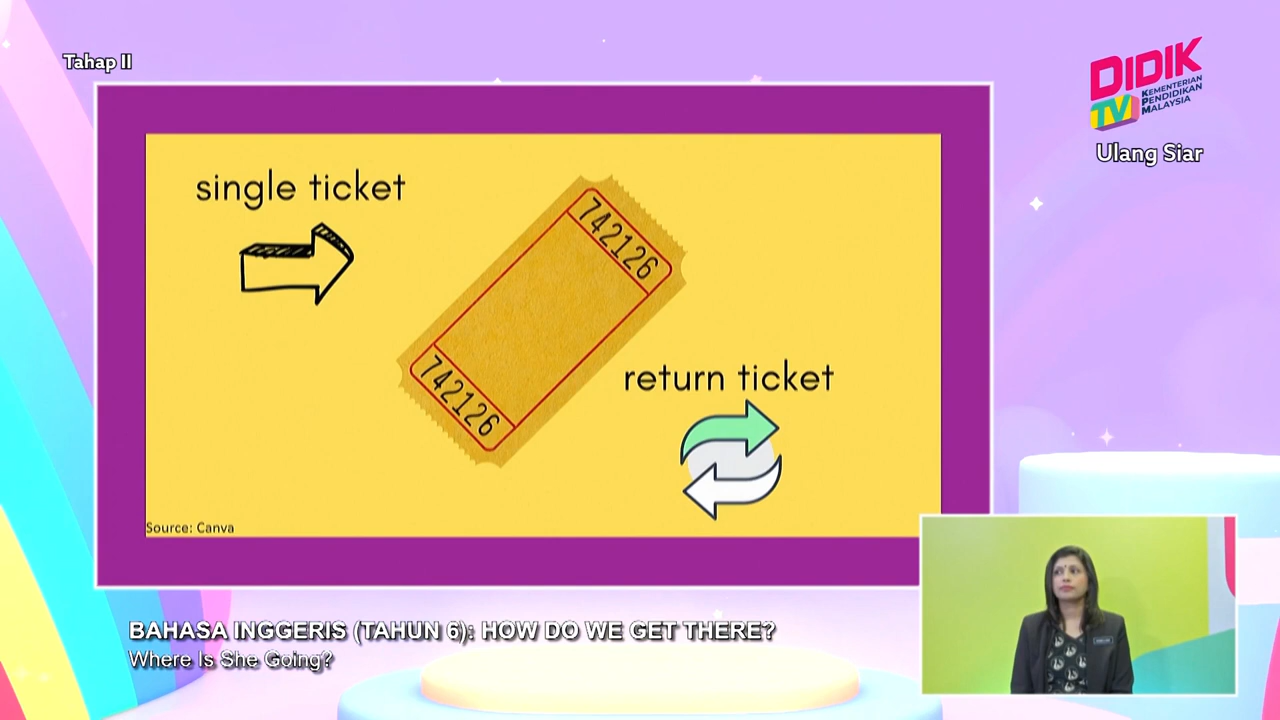 Tahap II
DIDIK
TV
KEMENTERIAN
PENDIDIKAN
MALAYSIA
Ulang Siar
single ticket
742126
742126
return ticket
Source: Canva
BAHASA INGGERIS (TAHUN 6): HOW DO WE GET THERE?
Where Is She Going?